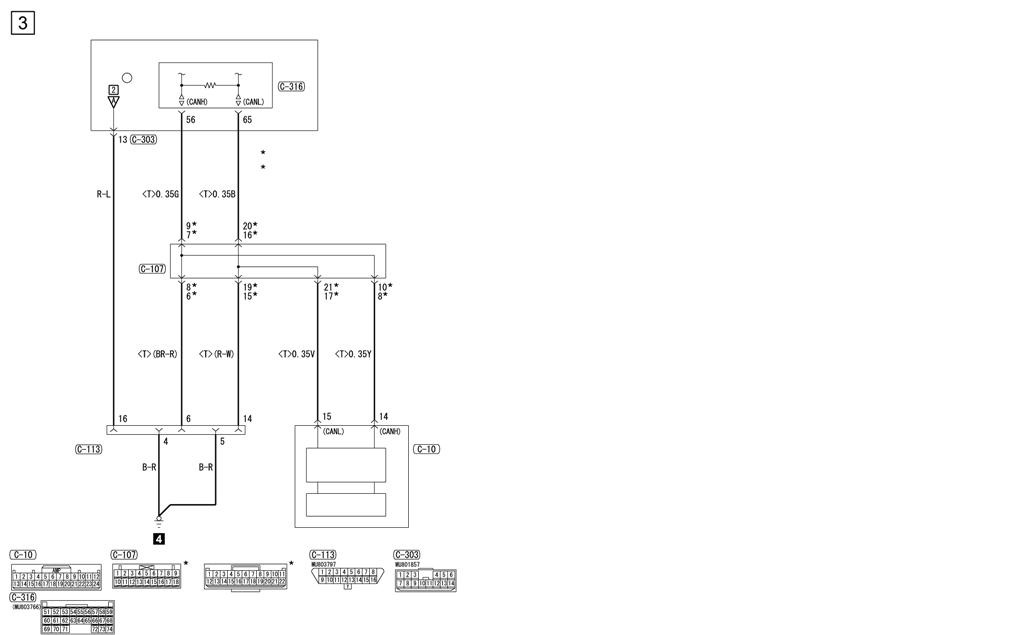 3
C-316
2
A
(CANH) (CANL)
56 65
13 C-303
*
*
R-L <T>0.35G <T>0.35B
9* 20*
7* 16*
C-107
8* 19* 21* 10*
6* 15* 17* 8*
<T>(BR-R) <T>(R-W) <T>0.35V <T>0.35Y
16 6 14 15 14
(CANL) (CANH)
C-113 4 5 C-10
B-R B-R
4
C-10 C-107 C-113 C-303
* * MU803797 MU801857
AMP
1 2 3 4 5 6 7 8 9 10 11 12
13 14 15 16 17 18 19 20 21 22 23 24
1 2 3 4 5 6 7 8 9
10 11 12 13 14 15 16 17 18
1 2 3 4 5 6 7 8 9 10 11
12 13 14 15 16 17 18 19 20 21 22
1 2 3 4 5 6 7 8
9 10 11 12 13 14 15 16
1 2 3 4 5 6
7 8 9 10 11 12 13 14
C-316
(MU803766)
51 52 53 54 55 56 57 58 59
60 61 62 63 64 65 66 67 68
69 70 71 72 73 74